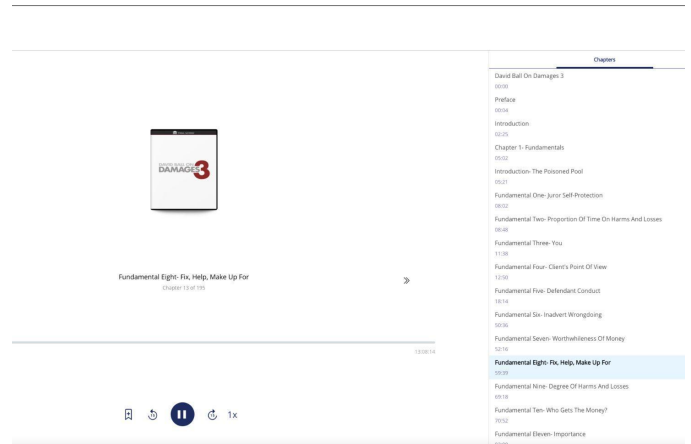 Chapters
David Ball On Damages 3
00:00
Preface
00:04
Introduction
02:25
Chapter 1- Fundamentals
05:02
Introduction- The Poisoned Pool
05:21
Fundamental One- Juror Self-Protection
06:02
Fundamental Two- Proportion Of Time On Harms And Losses
08:48
Fundamental Three- You
11:38
Fundamental Four- Client's Point Of View
12:50
Fundamental Five- Defendant Conduct
18:14
Fundamental Six- Inadvert Wrongdoing
50:36
Fundamental Seven- Worthwhileness Of Money
52:16
Fundamental Eight- Fix, Help, Make Up For
59:39
Fundamental Nine- Degree Of Harms And Losses
69:18
Fundamental Ten- Who Gets The Money?
70:52
Fundamental Eleven- Importance
DAVID BALL ON
DAMAGES 3
Fundamental Eight- Fix, Help, Make Up For
Chapter 13 of 195
13:08:14
1x